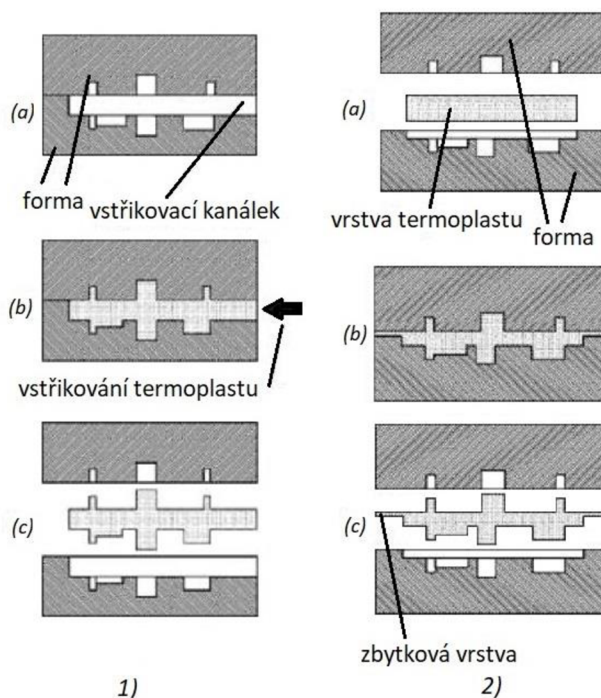 (a)
forma
vstřikovací kanálek
(b)
vstřikování termoplastu
(c)
1)
(a)
vrstva termoplastu
forma
(b)
(c)
zbytková vrstva
2)